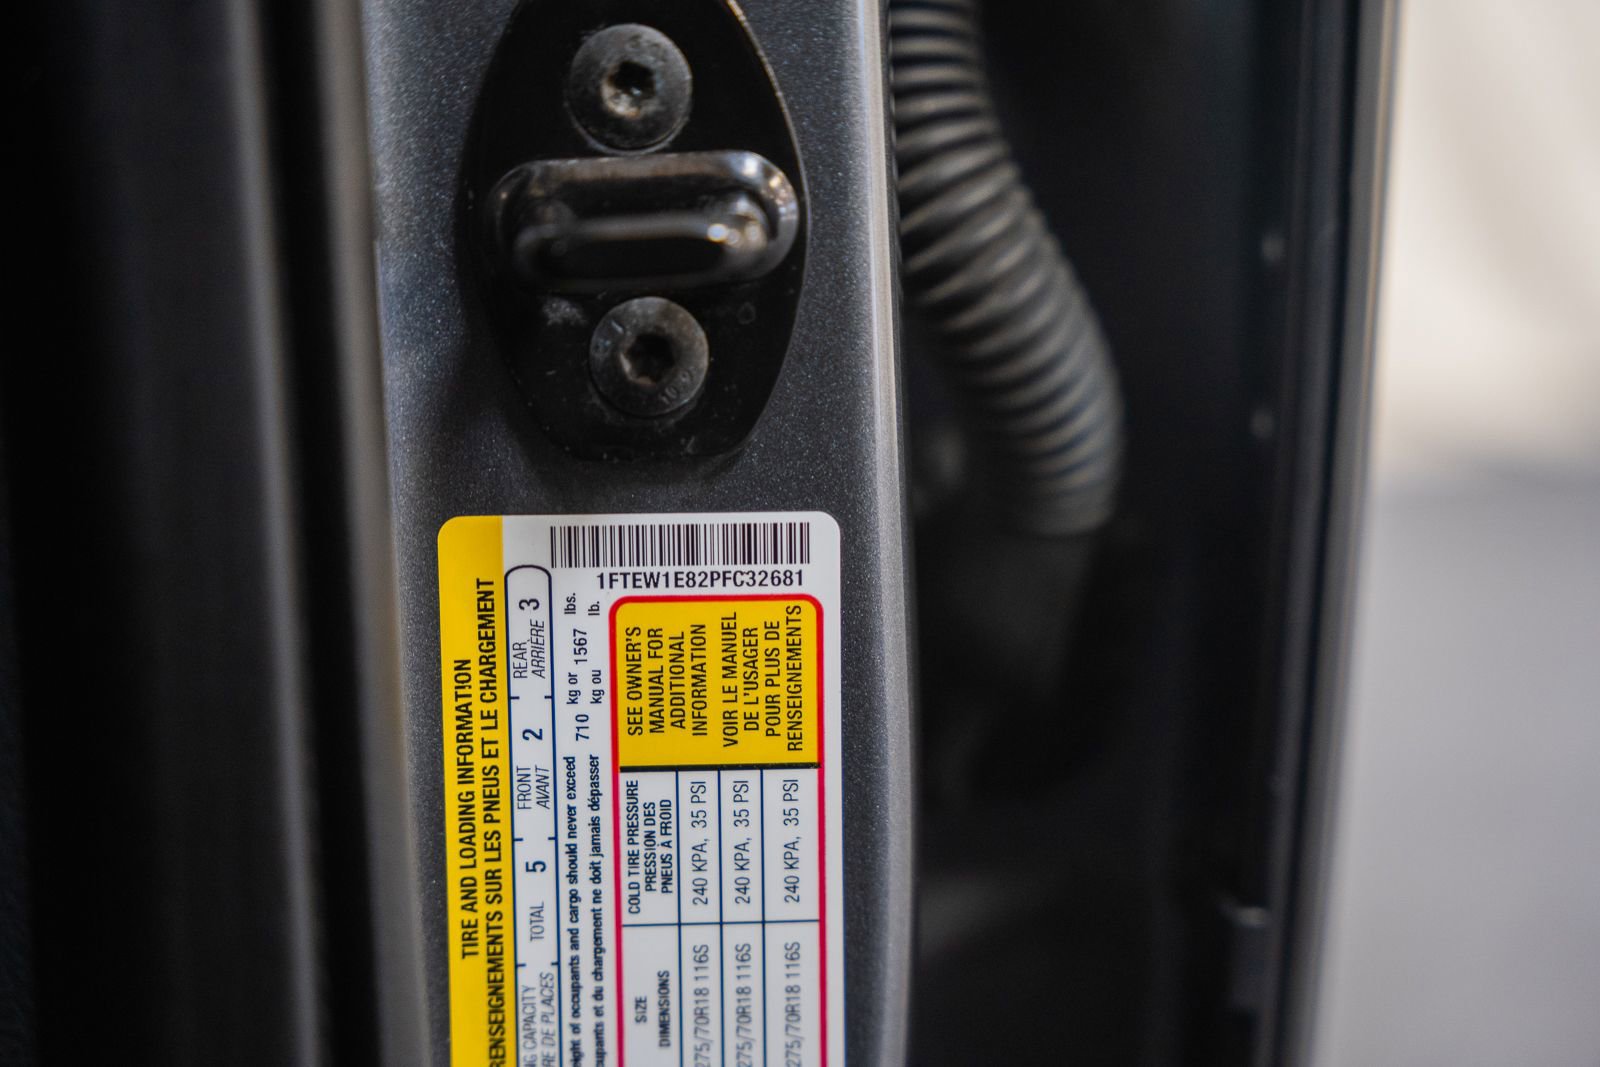 1FTEW1E82PFC32681
TIRE AND LOADING INFORMATION
RENSEIGNEMENTS SUR LES PNEUS ET LE CHARGEMENT
CAPACITY TOTAL 5 FRONT 2 REAR 3
DE PLACES AVANT ARRIÈRE
of occupants and cargo should never exceed 710 kg or 1567 lbs.
et du chargement ne doit jamais dépasser kg ou lb.
SIZE
DIMENSIONS
COLD TIRE PRESSURE
PRESSION DES
PNEUS À FROID
275/70R18 116S 240 KPA, 35 PSI
275/70R18 116S 240 KPA, 35 PSI
275/70R18 116S 240 KPA, 35 PSI
SEE OWNER'S
MANUAL FOR
ADDITIONAL
INFORMATION
VOIR LE MANUEL
DE L'USAGER
POUR PLUS DE
RENSEIGNEMENTS